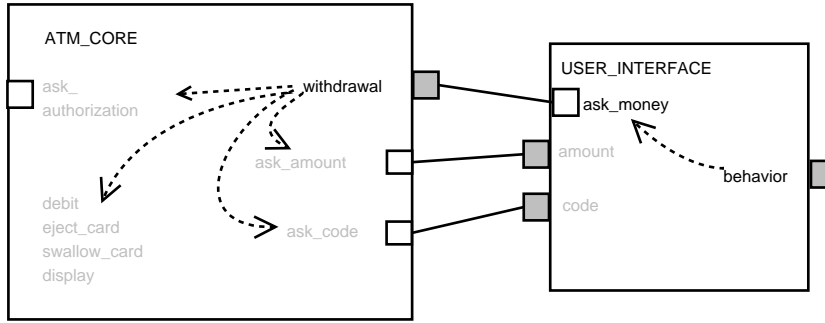 ATM_CORE
ask_
authorization
withdrawal
ask_amount
debit
eject_card
swallow_card
display
ask_code
USER_INTERFACE
ask_money
amount
behavior
code